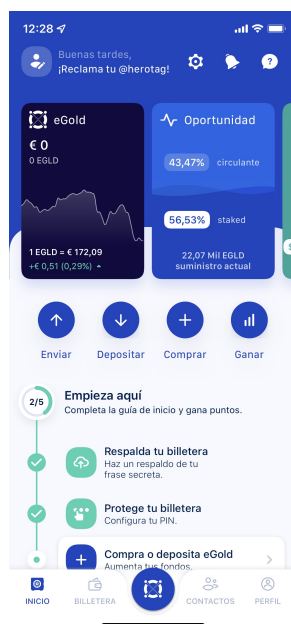 12:28
Buenas tardes,
¡Reclama tu @herotag!
eGold
€ 0
0 EGLD
1 EGLD = € 172,09
+€ 0,51 (0,29%)
Oportunidad
43,47% circulante
56,53% staked
22,07 Mil EGLD
suministro actual
Enviar Depositar Comprar Ganar
2/5
Empieza aquí
Completa la guía de inicio y gana puntos.
Respalda tu billetera
Haz un respaldo de tu
frase secreta.
Protege tu billetera
Configura tu PIN.
Compra o deposita eGold
Aumenta tus fondos.
INICIO BILLETERA CONTACTOS PERFIL